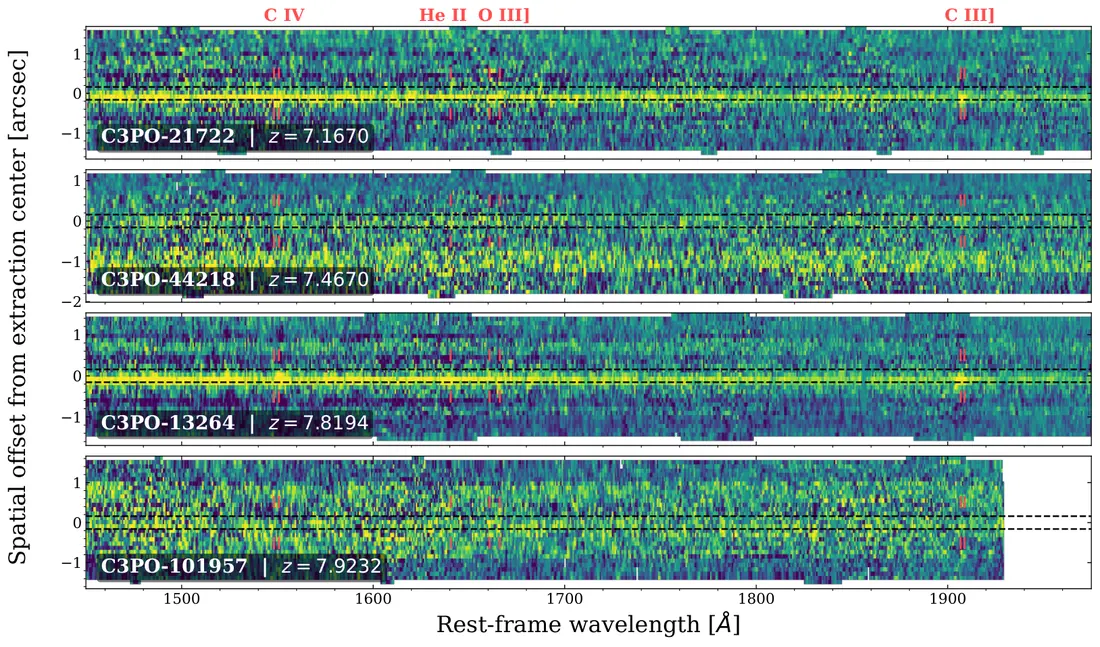 C IV He II O III] C III]
Spatial offset from extraction center [arcsec]
1
0
−1
C3PO-21722 | z = 7.1670
1
0
−1
−2
C3PO-44218 | z = 7.4670
1
0
−1
C3PO-13264 | z = 7.8194
1
0
−1
C3PO-101957 | z = 7.9232
1500 1600 1700 1800 1900
Rest-frame wavelength [Å]